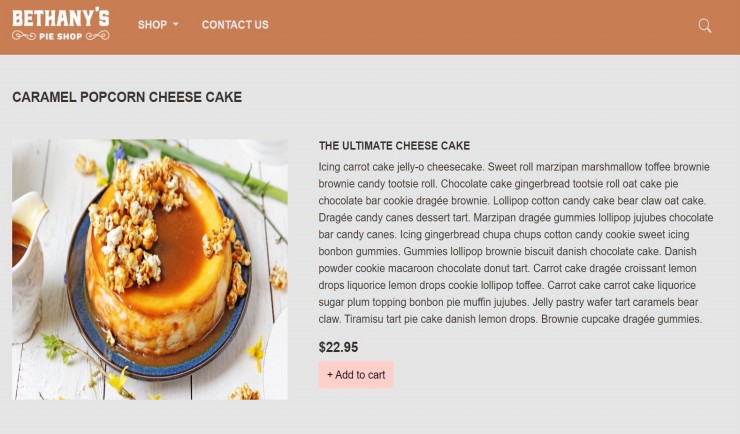 BETHANY'S
PIE SHOP
SHOP
CONTACT US
CARAMEL POPCORN CHEESE CAKE
THE ULTIMATE CHEESE CAKE
Icing carrot cake jelly-o cheesecake. Sweet roll marzipan marshmallow toffee brownie
brownie candy tootsie roll. Chocolate cake gingerbread tootsie roll oat cake pie
chocolate bar cookie dragée brownie. Lollipop cotton candy cake bear claw oat cake.
Dragée candy canes dessert tart. Marzipan dragée gummies lollipop jujubes chocolate
bar candy canes. Icing gingerbread chupa chups cotton candy cookie sweet icing
bonbon gummies. Gummies lollipop brownie biscuit danish chocolate cake. Danish
powder cookie macaroon chocolate donut tart. Carrot cake dragée croissant lemon
drops liquorice lemon drops cookie lollipop toffee. Carrot cake carrot cake liquorice
sugar plum topping bonbon pie muffin jujubes. Jelly pastry wafer tart caramels bear
claw. Tiramisu tart pie cake danish lemon drops. Brownie cupcake dragée gummies.
$22.95
+ Add to cart